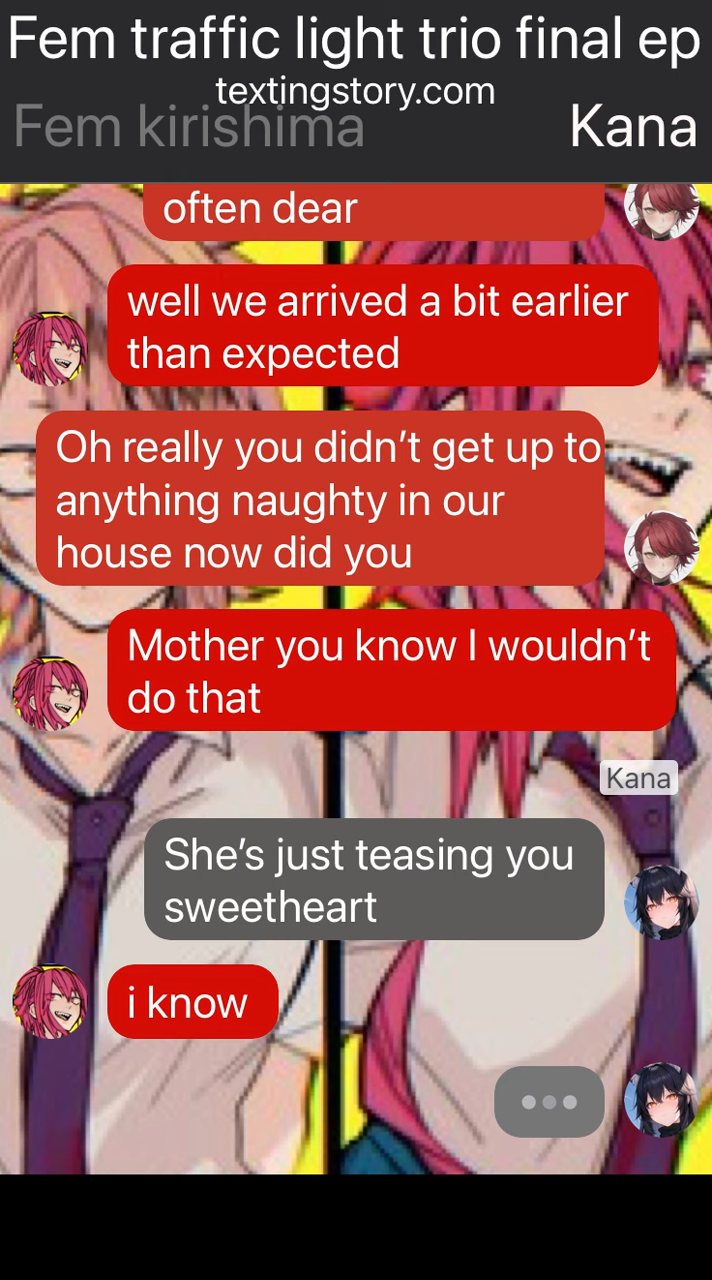 Fem traffic light trio final ep
textingstory.com
Fem kirishima
Kana
often dear
well we arrived a bit earlier
than expected
Oh really you didn’t get up to
anything naughty in our
house now did you
Mother you know I wouldn’t
do that
Kana
She’s just teasing you
sweetheart
i know